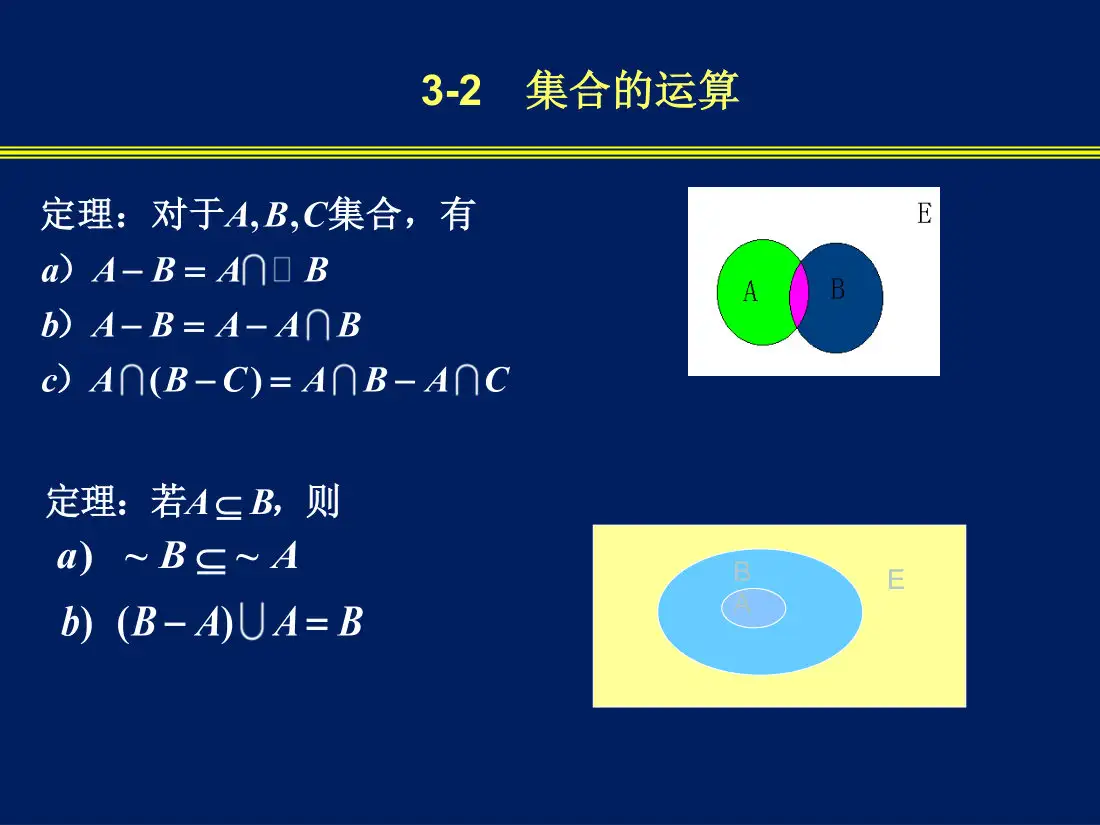 3-2 集合的运算
定理：对于A, B, C集合，有
a）A − B = A∩ B
b）A − B = A − A∩B
c）A∩(B − C) = A∩B − A∩C
E
A
B
定理：若A⊆B，则
a) ~ B ⊆ ~ A
b) (B − A)∪A = B
B
A
E